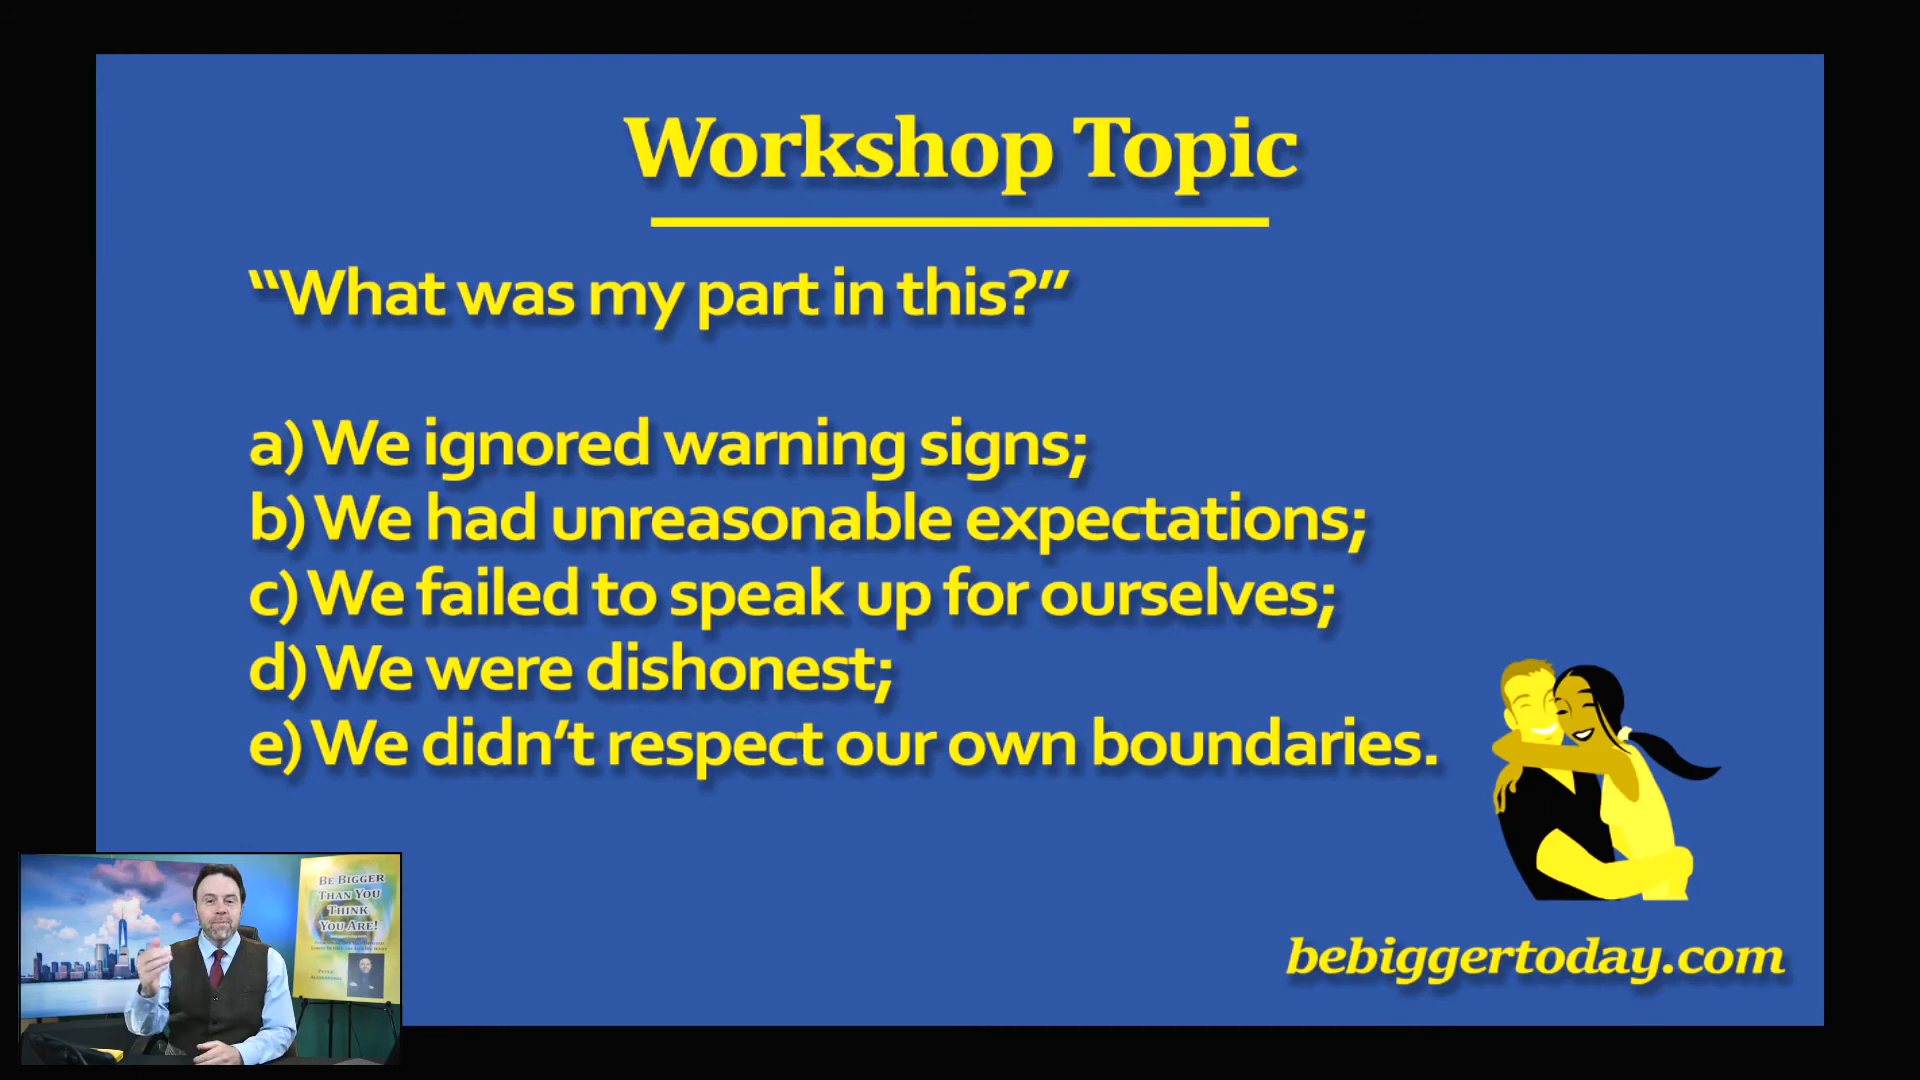 Workshop Topic
“What was my part in this?”
a) We ignored warning signs;
b) We had unreasonable expectations;
c) We failed to speak up for ourselves;
d) We were dishonest;
e) We didn’t respect our own boundaries.
BE BIGGER
THAN YOU
THINK
YOU ARE!
bebiggertoday.com